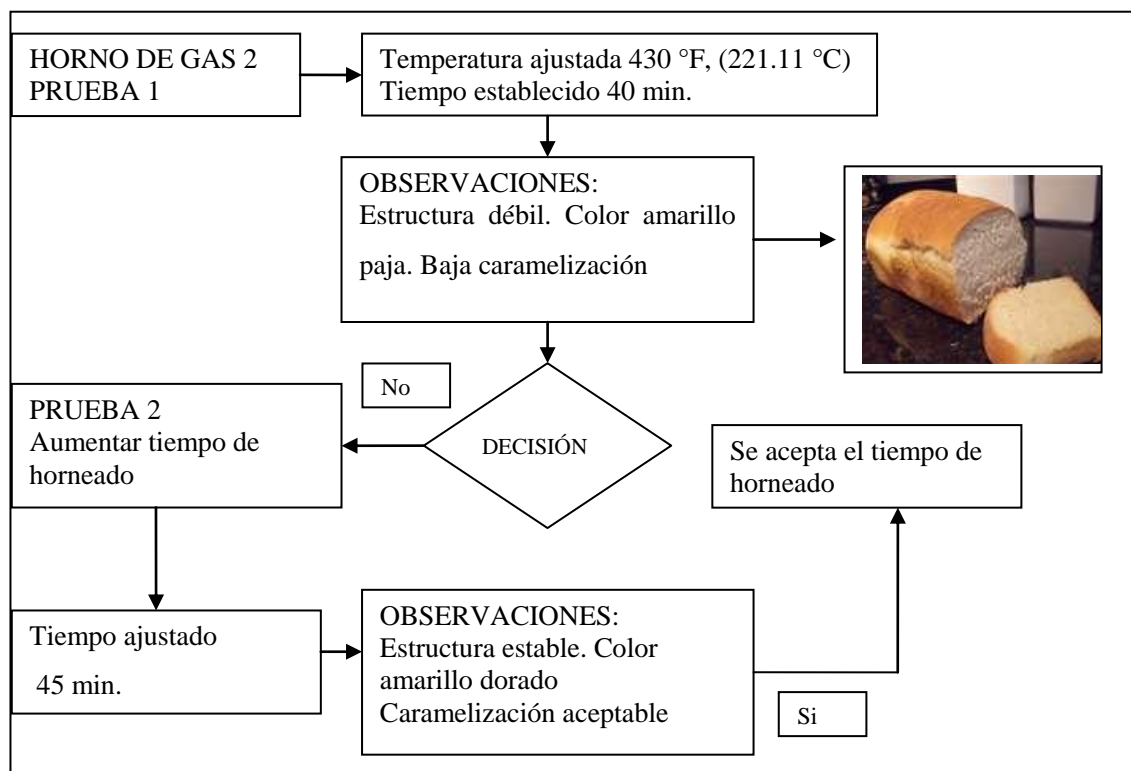 HORNO DE GAS 2
PRUEBA 1
Temperatura ajustada 430 °F, (221.11 °C)
Tiempo establecido 40 min.
OBSERVACIONES:
Estructura débil. Color amarillo
paja. Baja caramelización
No
DECISIÓN
PRUEBA 2
Aumentar tiempo de
horneado
Se acepta el tiempo de
horneado
Tiempo ajustado
45 min.
OBSERVACIONES:
Estructura estable. Color
amarillo dorado
Caramelización aceptable
Si